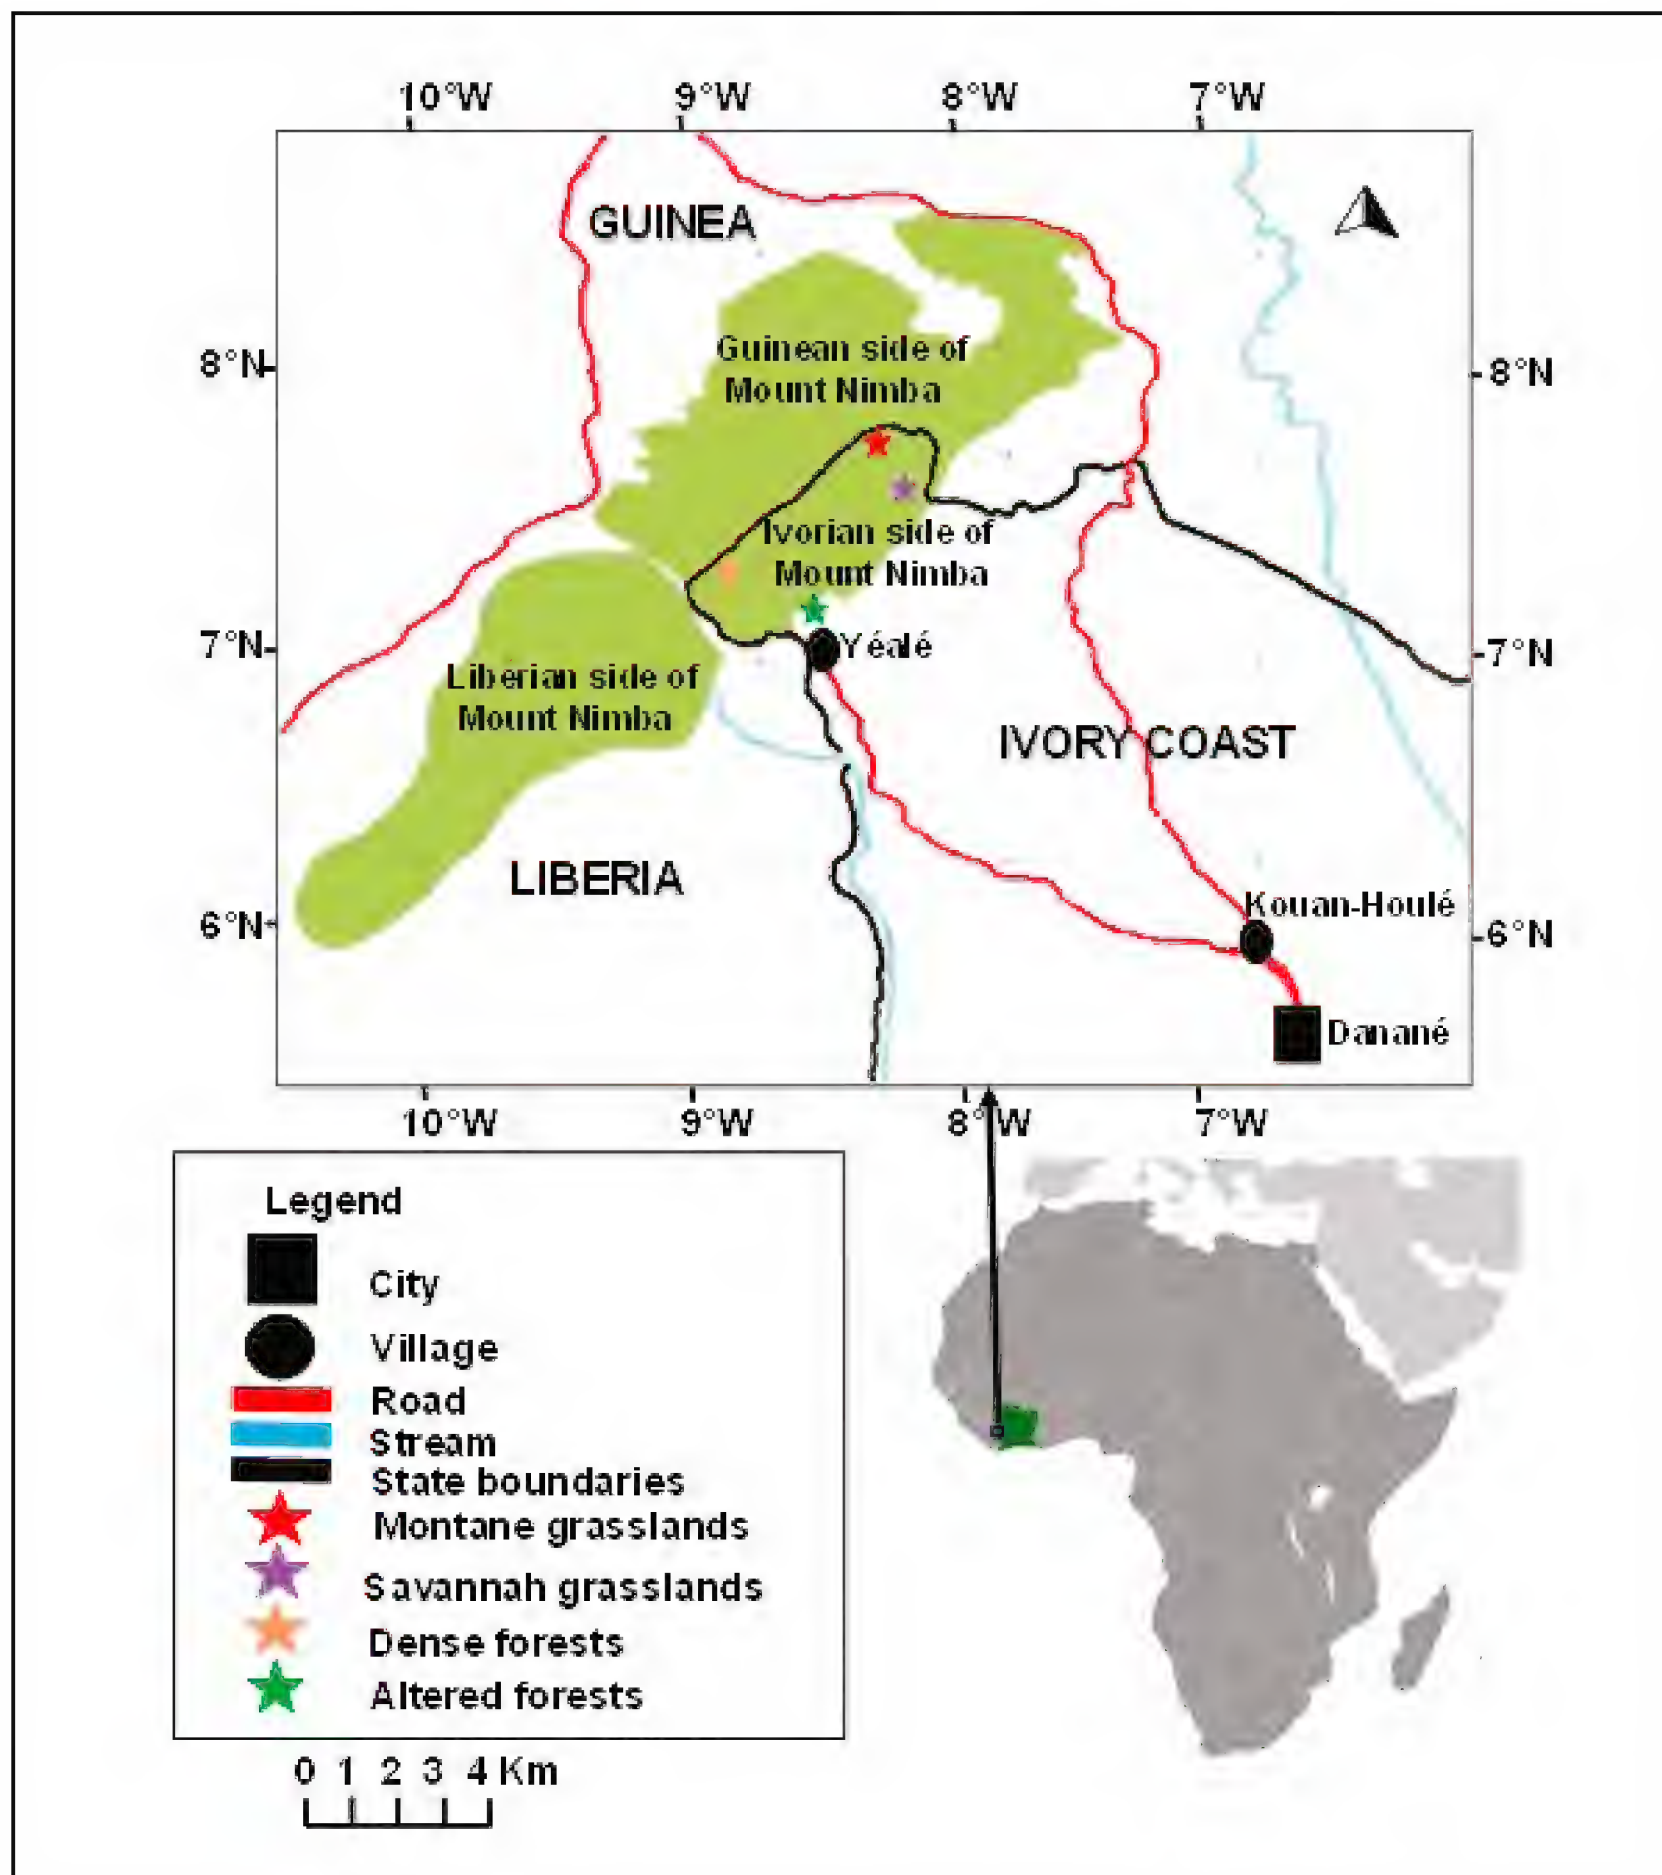 10°W 9°W 8°W 7°W
GUINEA
8°N 8°N
Guinean side of
Mount Nimba
Ivorian side of
Mount Nimba
7°N 7°N
Yéalé
Liberian side of
Mount Nimba
IVORY COAST
LIBERIA
Kouan-Houlé
6°N 6°N
Danané
10°W 9°W 8°W 7°W
Legend
City
Village
Road
Stream
State boundaries
Montane grasslands
Savannah grasslands
Dense forests
Altered forests
0 1 2 3 4 Km